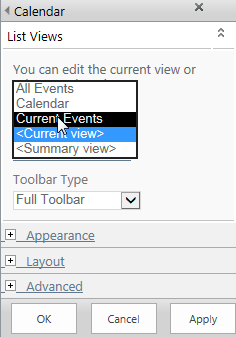 Calendar
List Views
You can edit the current view or
All Events
Calendar
Current Events
<Current view>
<Summary view>
Toolbar Type
Full Toolbar
Appearance
Layout
Advanced
OK Cancel Apply